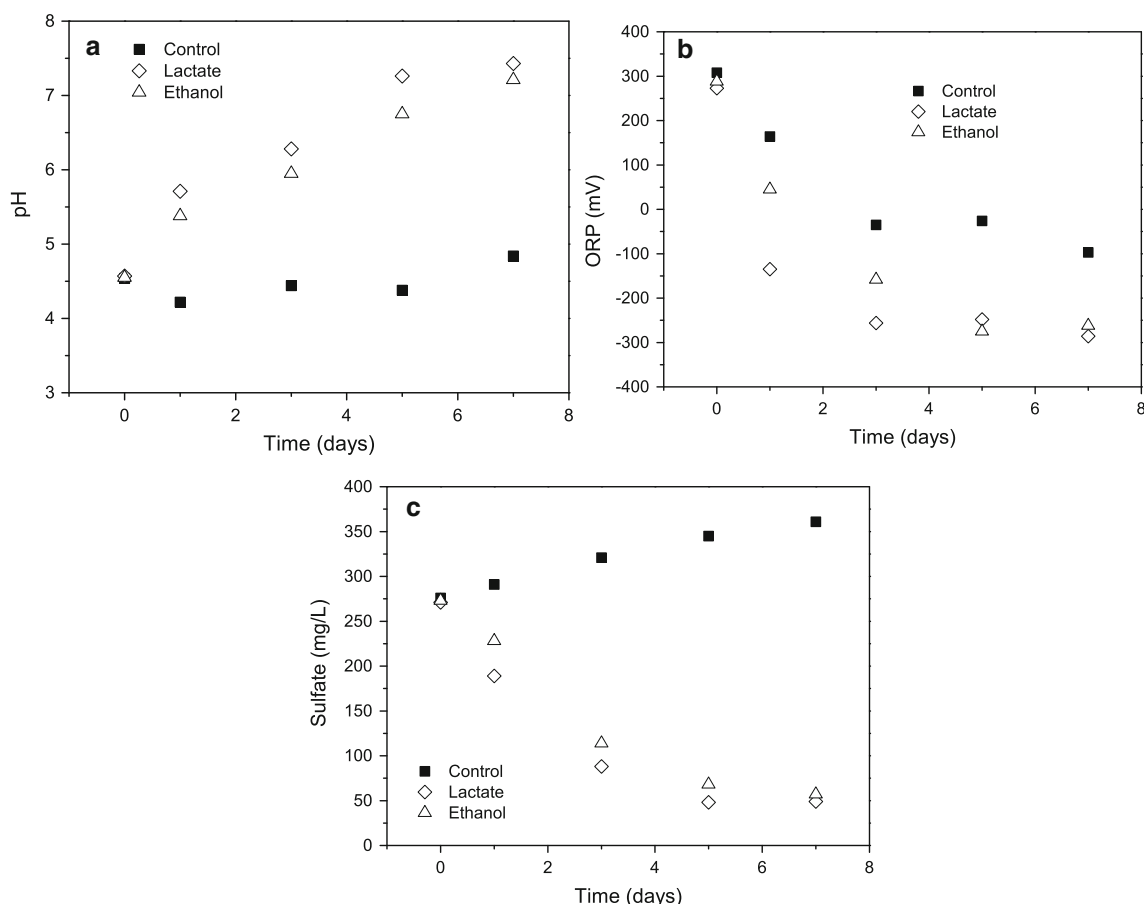 a
Control
Lactate
Ethanol
8
7
6
5
4
3
pH
0 2 4 6 8
Time (days)
b
Control
Lactate
Ethanol
400
300
200
100
0
-100
-200
-300
-400
ORP (mV)
0 2 4 6 8
Time (days)
c
Control
Lactate
Ethanol
400
350
300
250
200
150
100
50
0
Sulfate (mg/L)
0 2 4 6 8
Time (days)